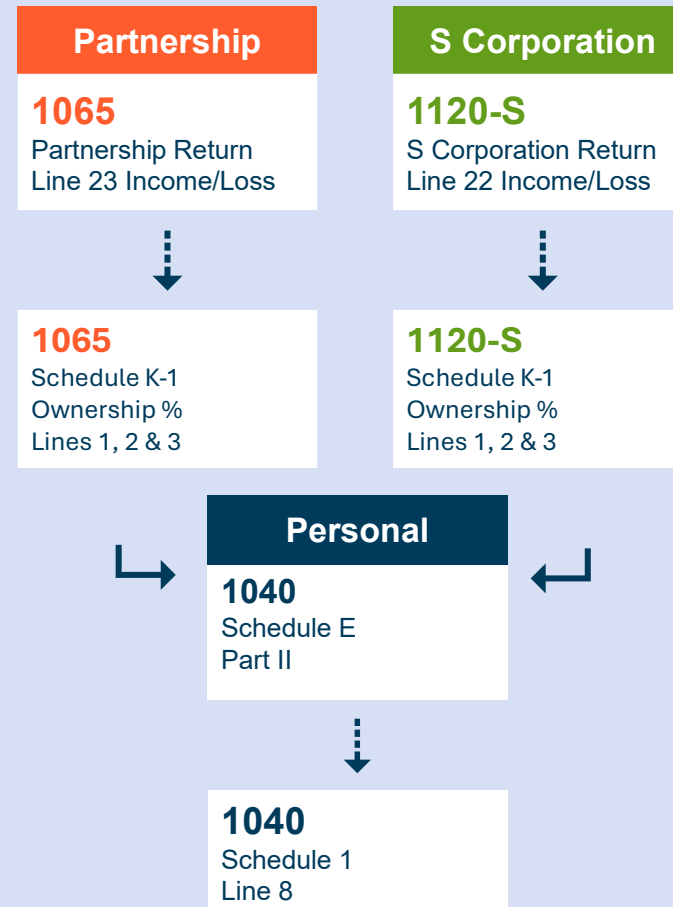 Partnership
1065
Partnership Return
Line 23 Income/Loss
S Corporation
1120-S
S Corporation Return
Line 22 Income/Loss
1065
Schedule K-1
Ownership %
Lines 1, 2 & 3
1120-S
Schedule K-1
Ownership %
Lines 1, 2 & 3
Personal
1040
Schedule E
Part II
1040
Schedule 1
Line 8